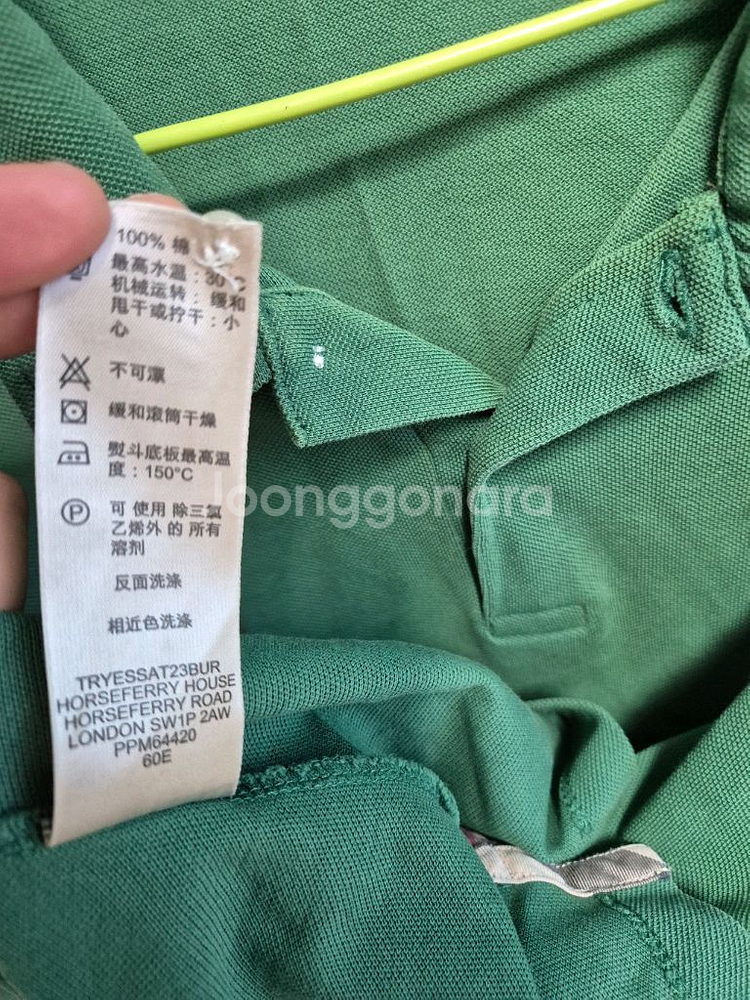 100% 棉
最高水温：30°C
机械运转：缓和
甩干或拧干：小
心
不可漂
缓和滚筒干燥
熨斗底板最高温
度：150°C
P
可 使用 除三氯
乙烯外 的 所有
溶剂
反面洗涤
相近色洗涤
TRYESSAT23BUR
HORSEFERRY HOUSE
HORSEFERRY ROAD
LONDON SW1P 2AW
PPM64420
60E
joonggonara